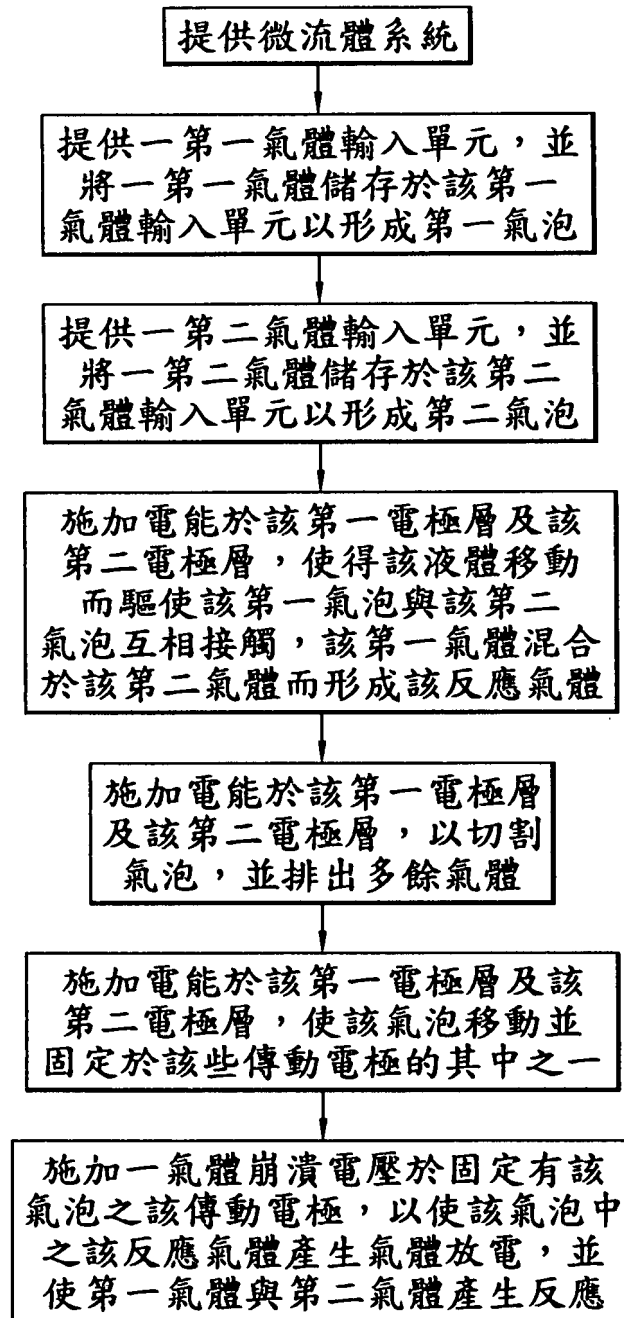 提供微流體系統
提供一第一氣體輸入單元，並
將一第一氣體儲存於該第一
氣體輸入單元以形成第一氣泡
提供一第二氣體輸入單元，並
將一第二氣體儲存於該第二
氣體輸入單元以形成第二氣泡
施加電能於該第一電極層及該
第二電極層，使得該液體移動
而驅使該第一氣泡與該第二
氣泡互相接觸，該第一氣體混合
於該第二氣體而形成該反應氣體
施加電能於該第一電極層
及該第二電極層，以切割
氣泡，並排出多餘氣體
施加電能於該第一電極層及該
第二電極層，使該氣泡移動並
固定於該些傳動電極的其中之一
施加一氣體崩潰電壓於固定有該
氣泡之該傳動電極，以使該氣泡中
之該反應氣體產生氣體放電，並
使第一氣體與第二氣體產生反應